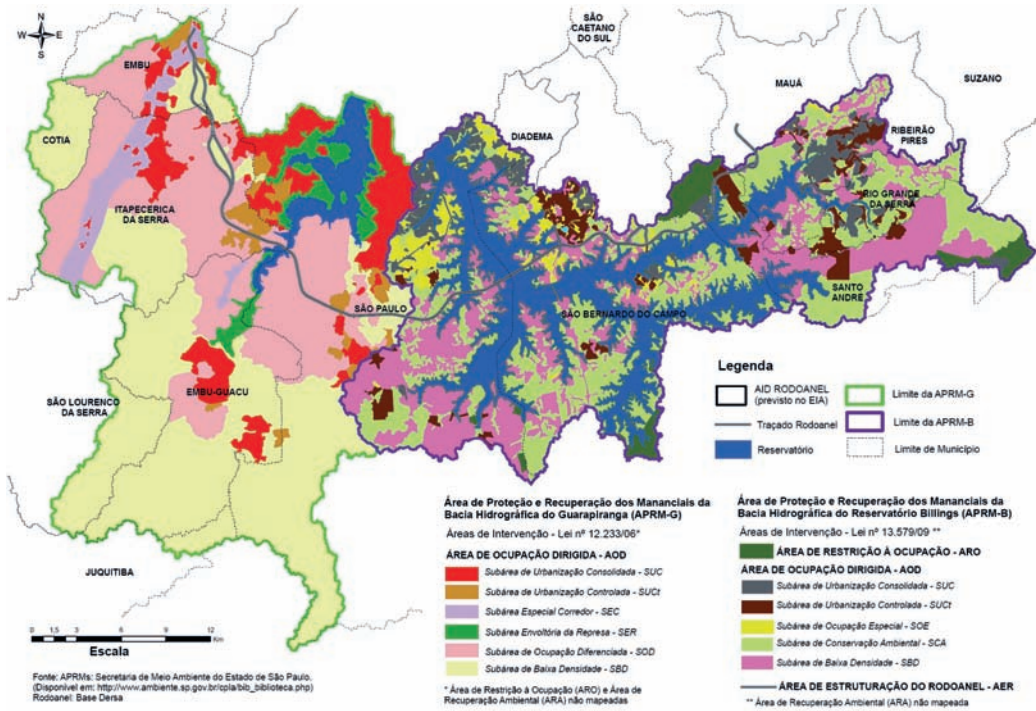 N
W E
S
SÃO
CAETANO
DO SUL
EMBU
MAUÁ
SUZANO
DIADEMA
COTIA
RIBEIRÃO
PIRES
ITAPECERICA
DA SERRA
RIO GRANDE
DA SERRA
SÃO PAULO
SANTO
ANDRÉ
SÃO BERNARDO DO CAMPO
EMBU-GUAÇU
SÃO LOURENÇO
DA SERRA
JUQUITIBA
Legenda
AID RODOANEL
(previsto no EIA)
Traçado Rodoanel
Reservatório
Limite da APRM-G
Limite da APRM-B
Limite de Município
Área de Proteção e Recuperação dos Mananciais da
Bacia Hidrográfica do Guarapiranga (APRM-G)
Áreas de Intervenção - Lei nº 12.233/06*
ÁREA DE OCUPAÇÃO DIRIGIDA - AOD
Subárea de Urbanização Consolidada - SUC
Subárea de Urbanização Controlada - SUCt
Subárea Especial Corredor - SEC
Subárea Envoltória da Represa - SER
Subárea de Ocupação Diferenciada - SOD
Subárea de Baixa Densidade - SBD
* Área de Restrição à Ocupação (ARO) e Área de
Recuperação Ambiental (ARA) não mapeadas
Área de Proteção e Recuperação dos Mananciais da
Bacia Hidrográfica do Reservatório Billings (APRM-B)
Áreas de Intervenção - Lei nº 13.579/09 **
ÁREA DE RESTRIÇÃO À OCUPAÇÃO - ARO
ÁREA DE OCUPAÇÃO DIRIGIDA - AOD
Subárea de Urbanização Consolidada - SUC
Subárea de Urbanização Controlada - SUCt
Subárea de Ocupação Especial - SOE
Subárea de Conservação Ambiental - SCA
Subárea de Baixa Densidade - SBD
ÁREA DE ESTRUTURAÇÃO DO RODOANEL - AER
** Área de Recuperação Ambiental (ARA) não mapeada
0 1,5 3 6 9 12
Km
Escala
Fonte: APRMs: Secretaria de Meio Ambiente do Estado de São Paulo.
(Disponível em: http://www.ambiente.sp.gov.br/cpla/bib_biblioteca.php)
Rodoanel: Base Dersa